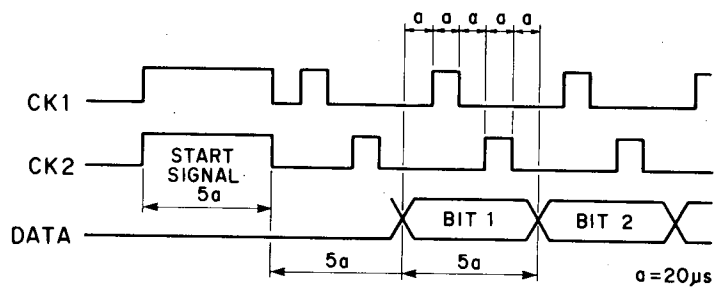 a a a a a
CK1
CK2
START
SIGNAL
5a
DATA
BIT 1
BIT 2
5a
5a
a=20µs